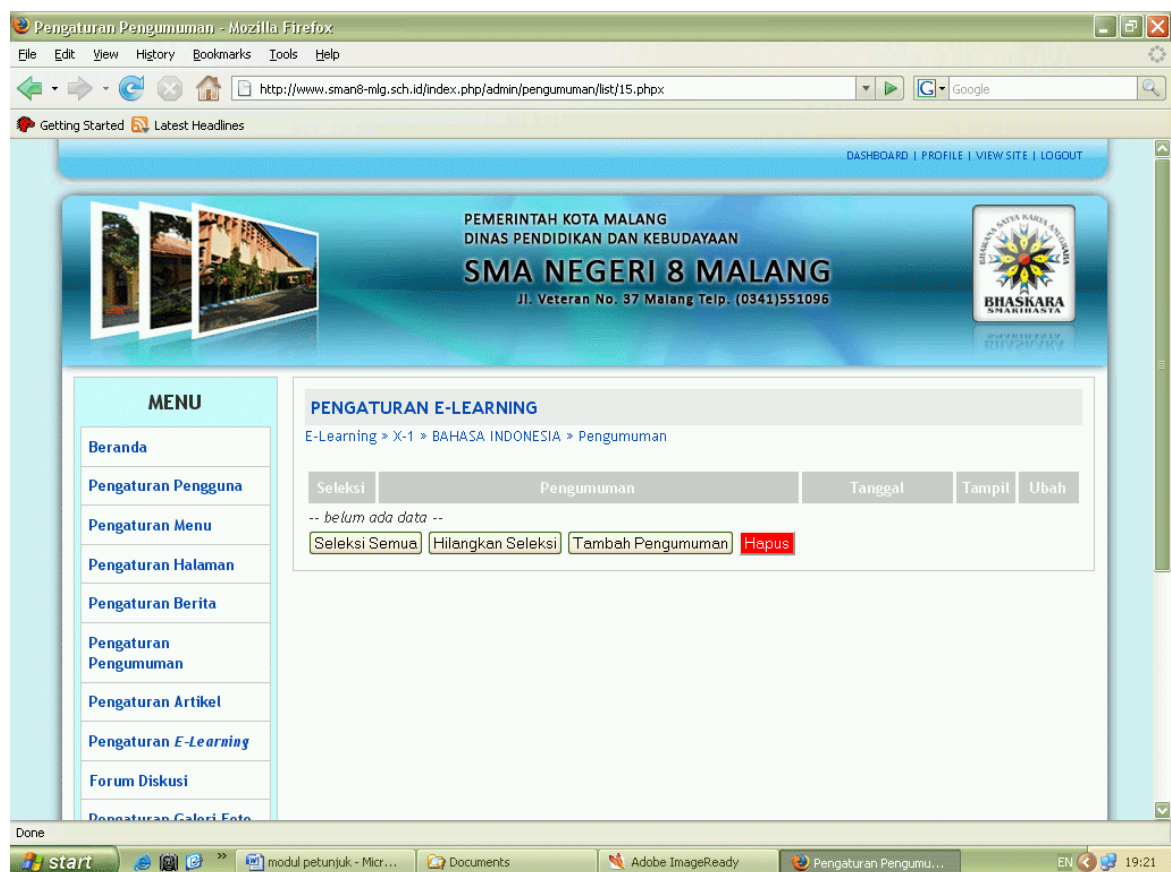 Pengaturan Pengumuman - Mozilla Firefox
File Edit View History Bookmarks Tools Help
http://www.sman8-mlg.sch.id/index.php/admin/pengumuman/list/15.phpx
G
Google
Getting Started Latest Headlines
DASHBOARD | PROFILE | VIEW SITE | LOGOUT
PEMERINTAH KOTA MALANG
DINAS PENDIDIKAN DAN KEBUDAYAAN
SMA NEGERI 8 MALANG
Jl. Veteran No. 37 Malang Telp. (0341)551096
BHASKARA
SMARIHASTA
MENU
Beranda
Pengaturan Pengguna
Pengaturan Menu
Pengaturan Halaman
Pengaturan Berita
Pengaturan
Pengumuman
Pengaturan Artikel
Pengaturan E-Learning
Forum Diskusi
Pengaturan Galeri Foto
PENGATURAN E-LEARNING
E-Learning » X-1 » BAHASA INDONESIA » Pengumuman
Seleksi Pengumuman Tanggal Tampil Ubah
-- belum ada data --
Seleksi Semua Hilangkan Seleksi Tambah Pengumuman Hapus
Done
start » modul petunjuk - Micr... Documents Adobe ImageReady Pengaturan Pengumu... EN 19:21